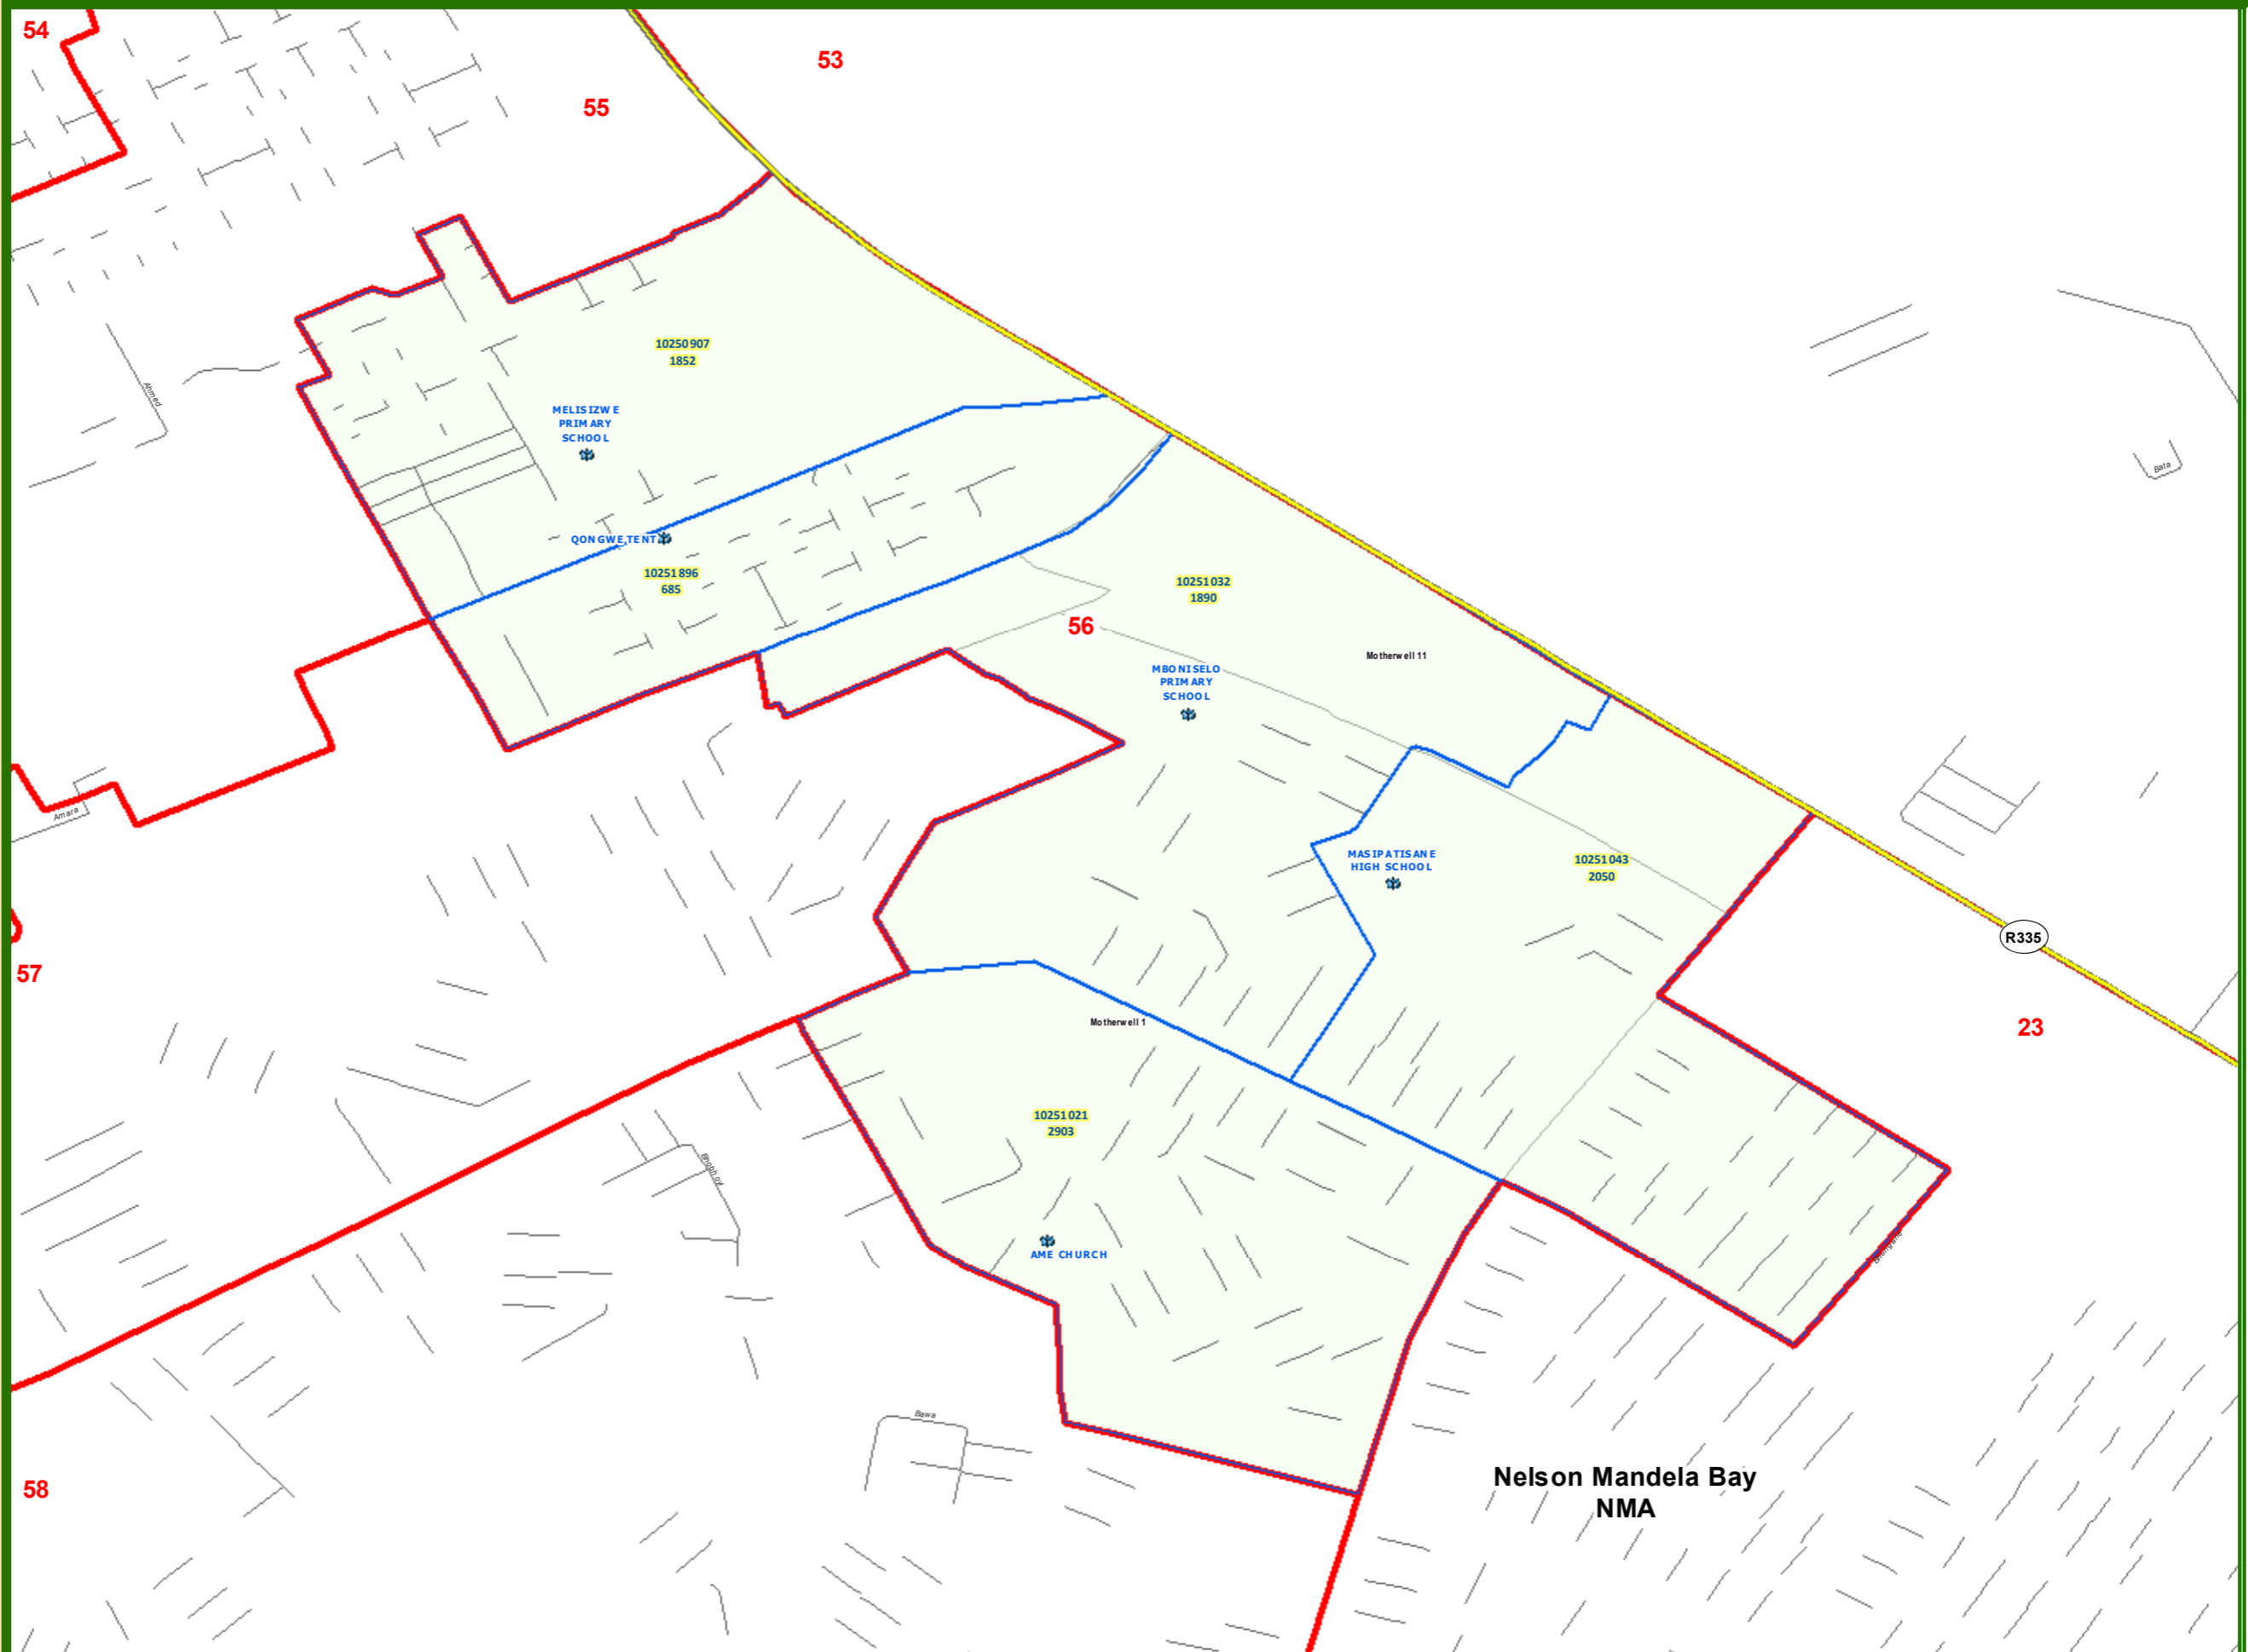 54
53
55
10250907
1852
Ahmed
MELISIZWE
PRIMARY
SCHOOL
Bata
QONGWE TENT
10251896
685
10251032
1890
56
Motherwell 11
MBONISELO
PRIMARY
SCHOOL
Amara
MASIPATISANE
HIGH SCHOOL
10251043
2050
R335
57
Motherwell 1
23
10251021
2903
AME CHURCH
Bawa
Nelson Mandela Bay
NMA
58